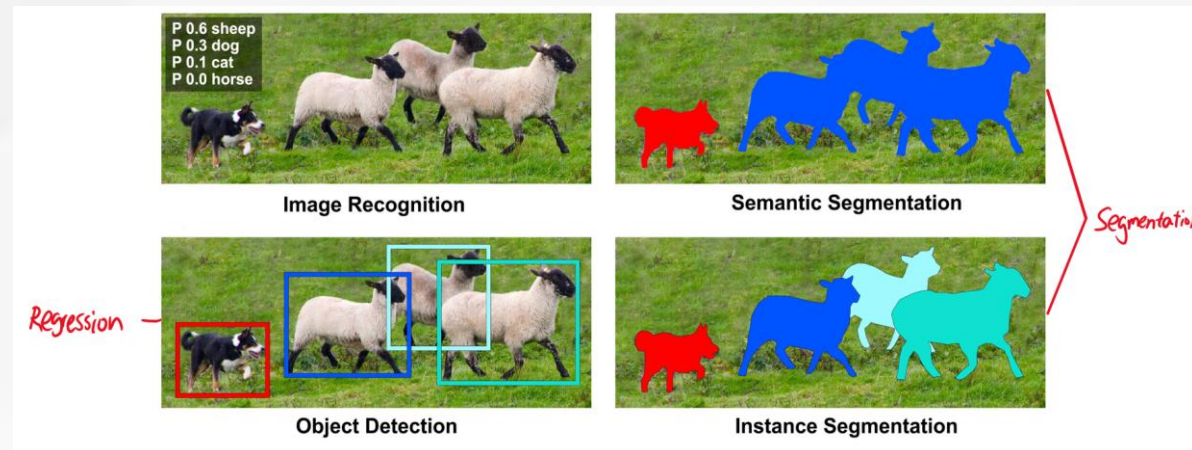 P 0.6 sheep
P 0.3 dog
P 0.1 cat
P 0.0 horse
Image Recognition
Semantic Segmentation
Segmentation
Regession
Object Detection
Instance Segmentation